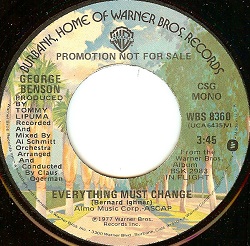 BURBANK, HOME OF WARNER BROS. RECORDS
PROMOTION NOT FOR SALE
GEORGE
BENSON
PRODUCED
BY
TOMMY
LIPUMA
Recorded
And Mixed
By Al Schmitt
Orchestra
Arranged And
Conducted
By Claus
Ogerman
CSG
MONO
WBS 8360
(UCA6435M)
3:45
From the
Warner Bros.
Album
BSK 2983
IN FLIGHT
EVERYTHING MUST CHANGE
(Bernard Ighner)
Almo Music Corp.-ASCAP
©1977 Warner Bros.
Records Inc.